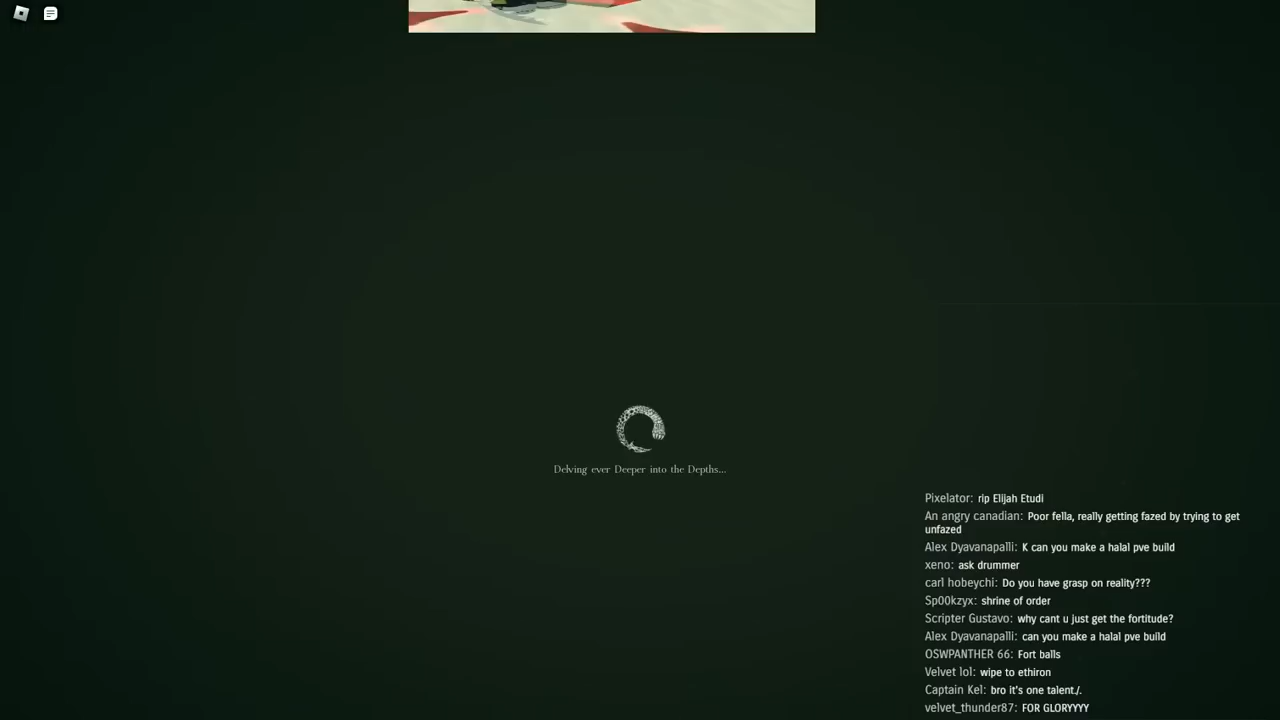 Delving ever Deeper into the Depths...
Pixelator: rip Elijah Etudi
An angry canadian: Poor fella, really getting fazed by trying to get
unfazed
Alex Dyavanapalli: K can you make a halal pve build
xeno: ask drummer
carl hobeychi: Do you have grasp on reality???
Sp00kzyx: shrine of order
Scripter Gustavo: why cant u just get the fortitude?
Alex Dyavanapalli: can you make a halal pve build
OSWPANTHER 66: Fort balls
Velvet lol: wipe to ethiron
Captain Kel: bro it's one talent./.
velvet_thunder87: FOR GLORYYYY